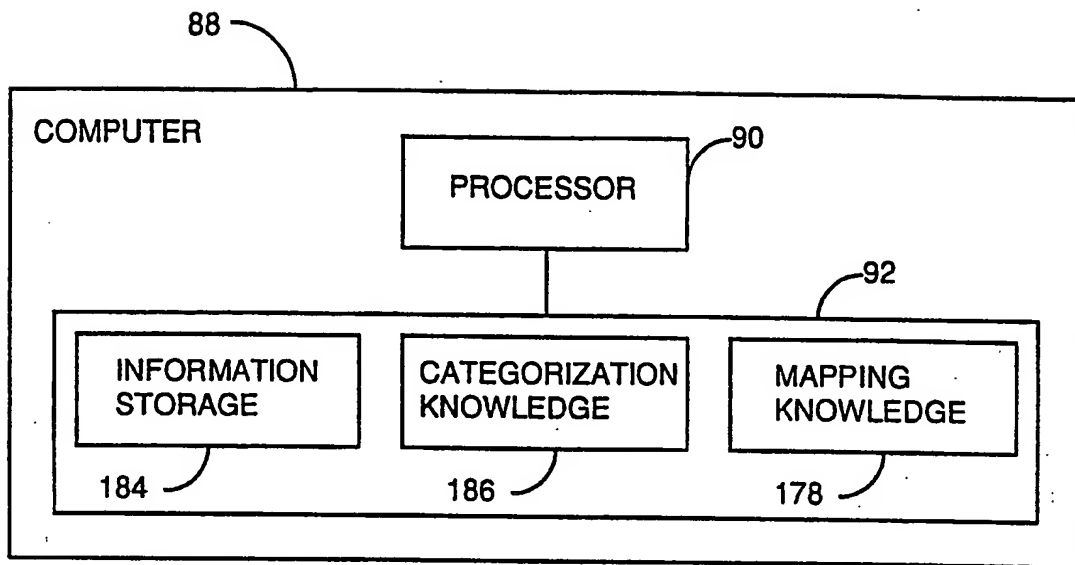 88
COMPUTER
90
PROCESSOR
92
INFORMATION
STORAGE
CATEGORIZATION
KNOWLEDGE
MAPPING
KNOWLEDGE
184
186
178